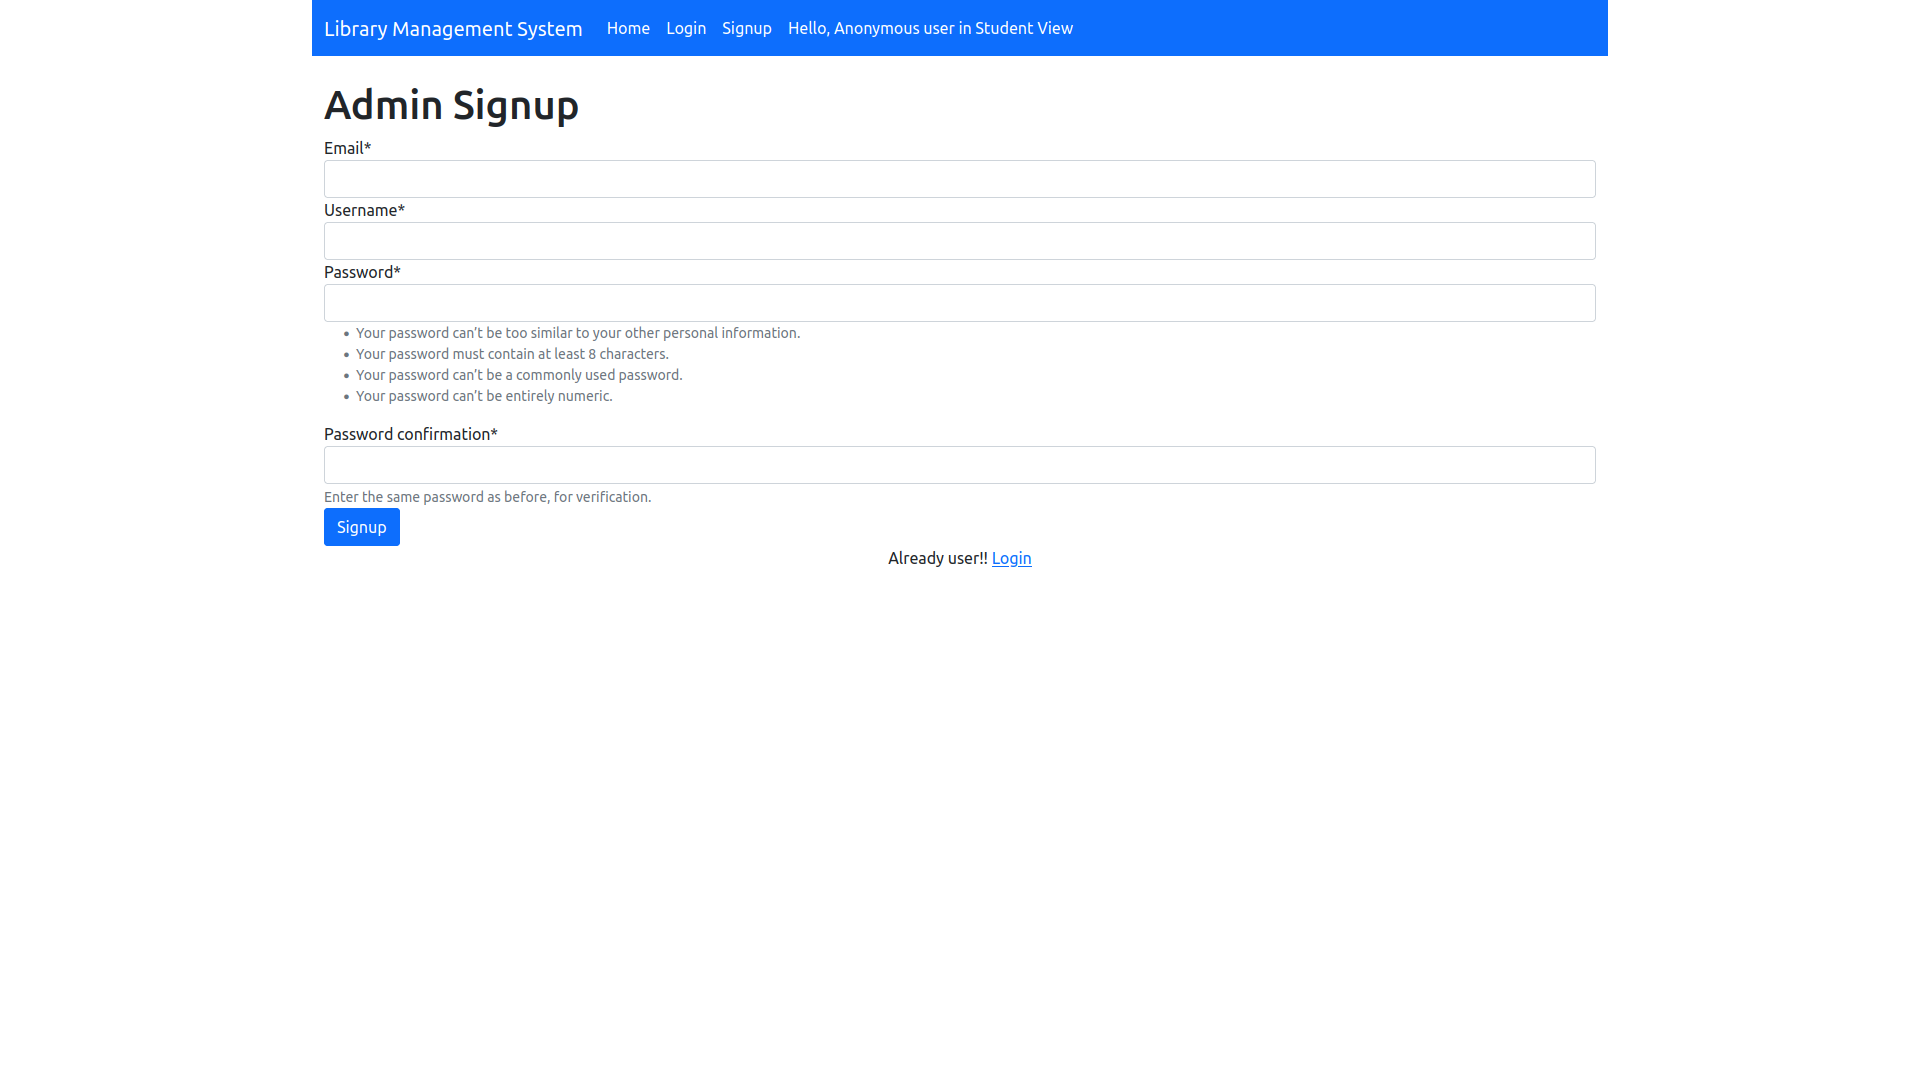 Library Management System Home Login Signup Hello, Anonymous user in Student View
Admin Signup
Email*
Username*
Password*
• Your password can’t be too similar to your other personal information.
• Your password must contain at least 8 characters.
• Your password can’t be a commonly used password.
• Your password can’t be entirely numeric.
Password confirmation*
Enter the same password as before, for verification.
Signup
Already user!! Login